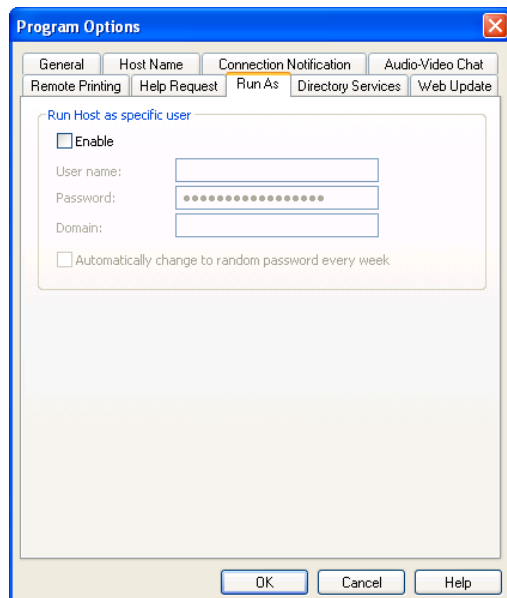 Program Options
General Host Name Connection Notification Audio-Video Chat
Remote Printing Help Request Run As Directory Services Web Update
Run Host as specific user
Enable
User name:
Password: ●●●●●●●●●●●●●●●●●
Domain:
Automatically change to random password every week
OK Cancel Help